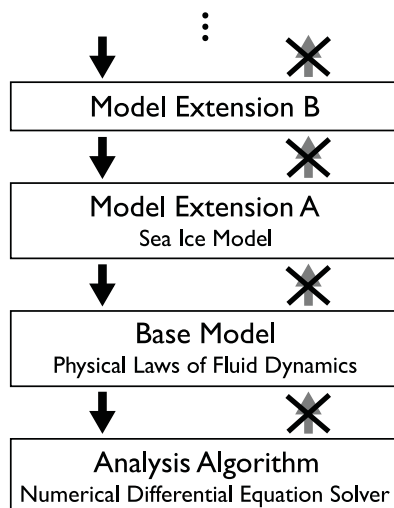 Model Extension B
Model Extension A
Sea Ice Model
Base Model
Physical Laws of Fluid Dynamics
Analysis Algorithm
Numerical Differential Equation Solver